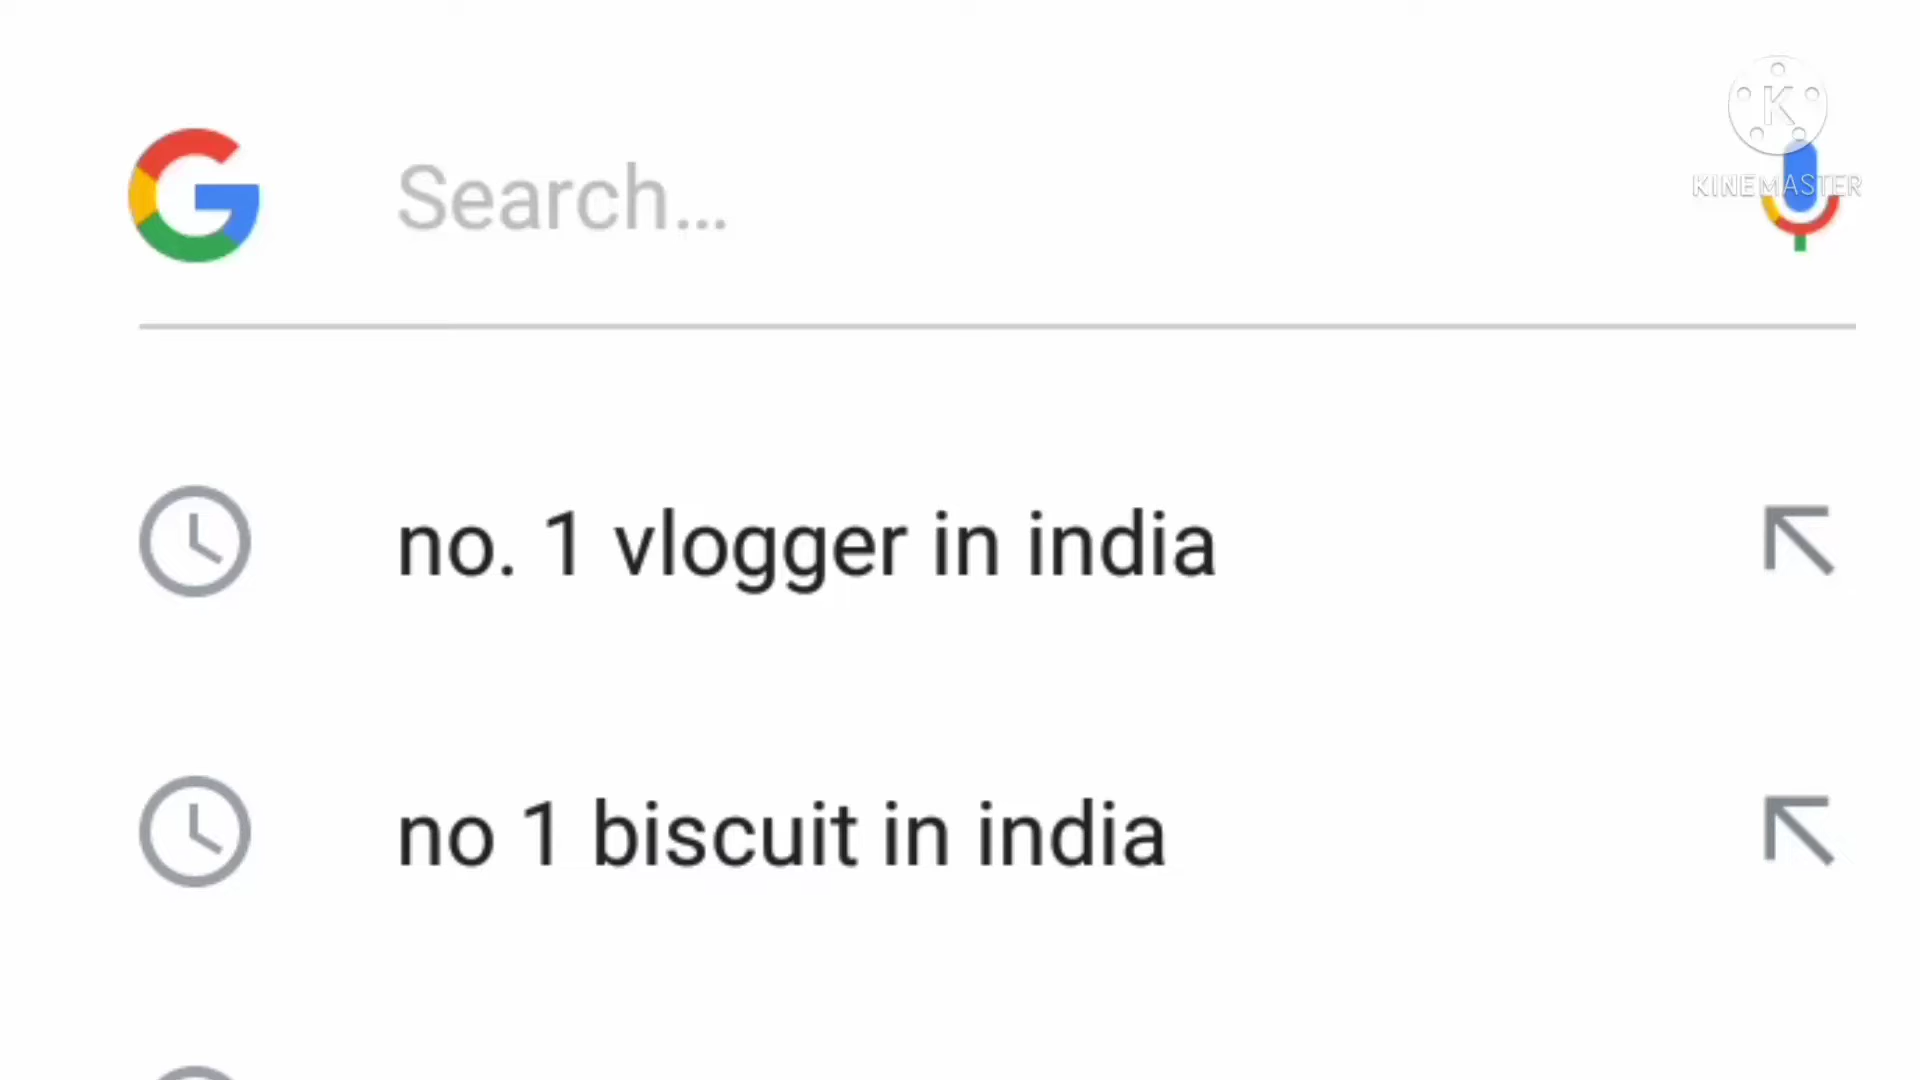 Search...
KINEMASTER
no. 1 vlogger in india
no 1 biscuit in india